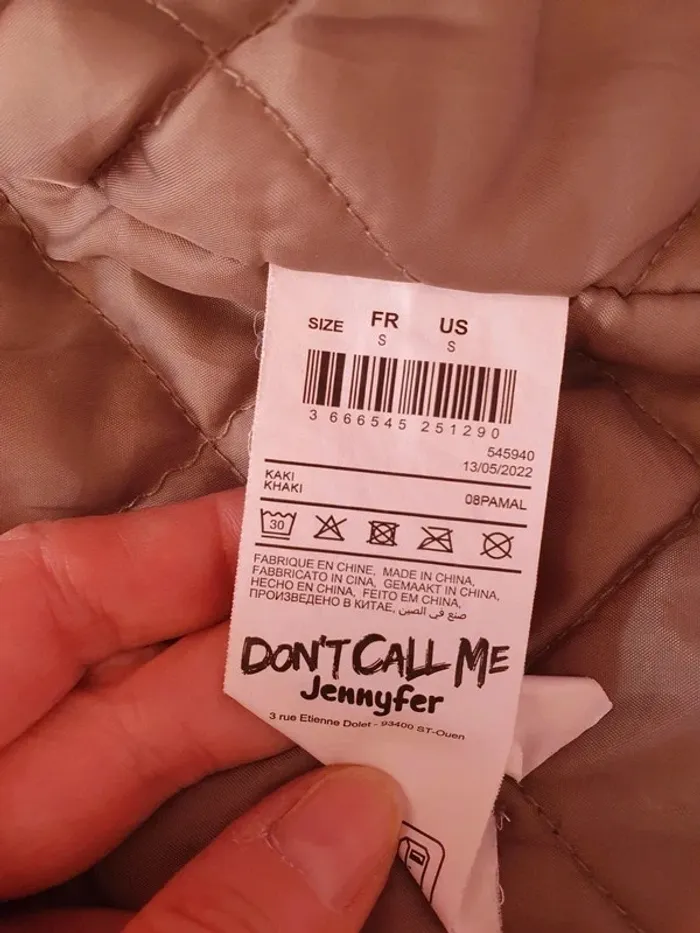 SIZE FR US
S S
3 666545 251290
545940
13/05/2022
KAKI
KHAKI
08PAMAL
30
FABRIQUE EN CHINE, MADE IN CHINA,
FABBRICATO IN CINA, GEMAAKT IN CHINA,
HECHO EN CHINA, FEITO EM CHINA,
ПРОИЗВЕДЕНО В КИТАЕ, صنع في الصين
DON'T CALL ME
Jennyfer
3 rue Etienne Dolet - 93400 ST-Ouen